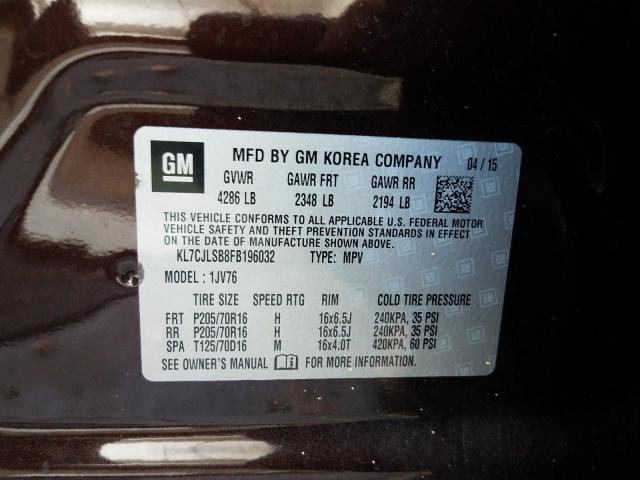 GM MFD BY GM KOREA COMPANY 04 / 15
GVWR GAWR FRT GAWR RR
4286 LB 2348 LB 2194 LB
THIS VEHICLE CONFORMS TO ALL APPLICABLE U.S. FEDERAL MOTOR
VEHICLE SAFETY AND THEFT PREVENTION STANDARDS IN EFFECT
ON THE DATE OF MANUFACTURE SHOWN ABOVE.
KL7CJLSB8FB196032 TYPE: MPV
MODEL : 1JV76
TIRE SIZE SPEED RTG RIM COLD TIRE PRESSURE
FRT P205/70R16 H 16x6.5J 240KPA, 35 PSI
RR P205/70R16 H 16x6.5J 240KPA, 35 PSI
SPA T125/70D16 M 16x4.0T 420KPA, 60 PSI
SEE OWNER'S MANUAL FOR MORE INFORMATION.